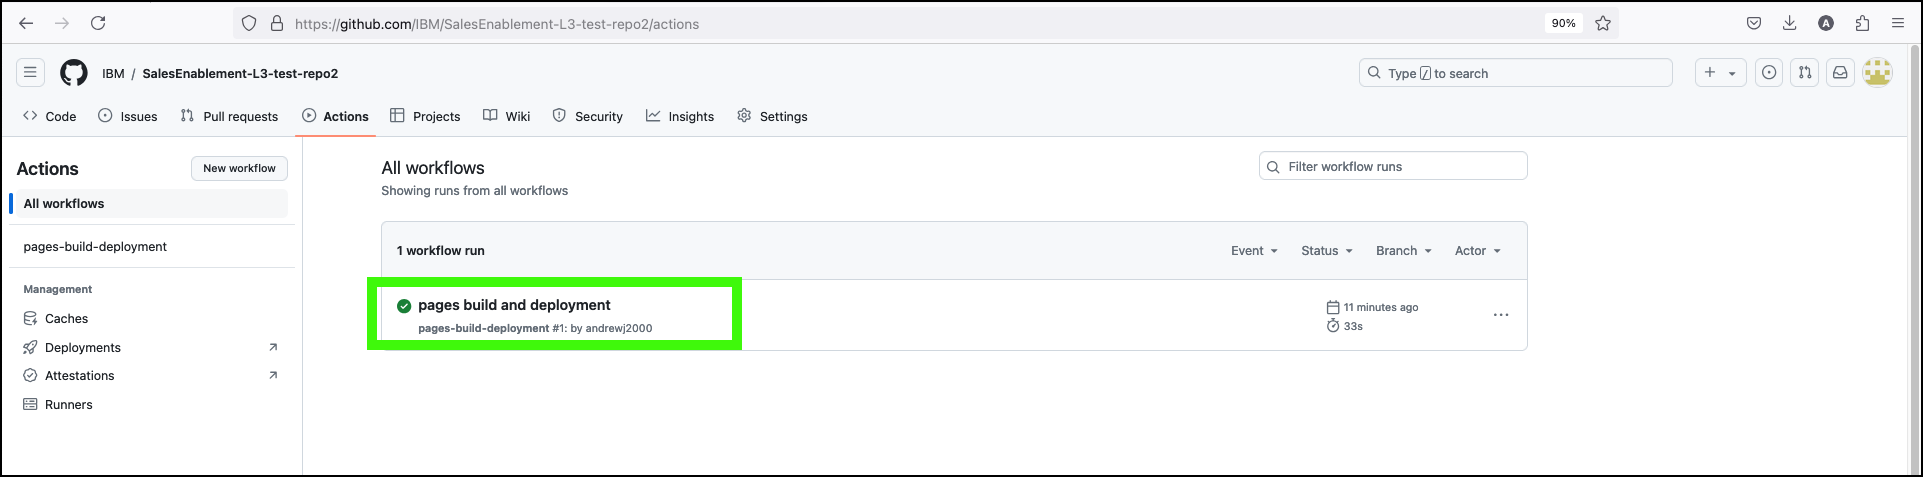 https://github.com/IBM/SalesEnablement-L3-test-repo2/actions
90%
A
IBM / SalesEnablement-L3-test-repo2
Type / to search
Code
Issues
Pull requests
Actions
Projects
Wiki
Security
Insights
Settings
Actions
New workflow
All workflows
pages-build-deployment
Management
Caches
Deployments
Attestations
Runners
All workflows
Showing runs from all workflows
Filter workflow runs
1 workflow run
Event
Status
Branch
Actor
pages build and deployment
pages-build-deployment #1: by andrewj2000
11 minutes ago
33s